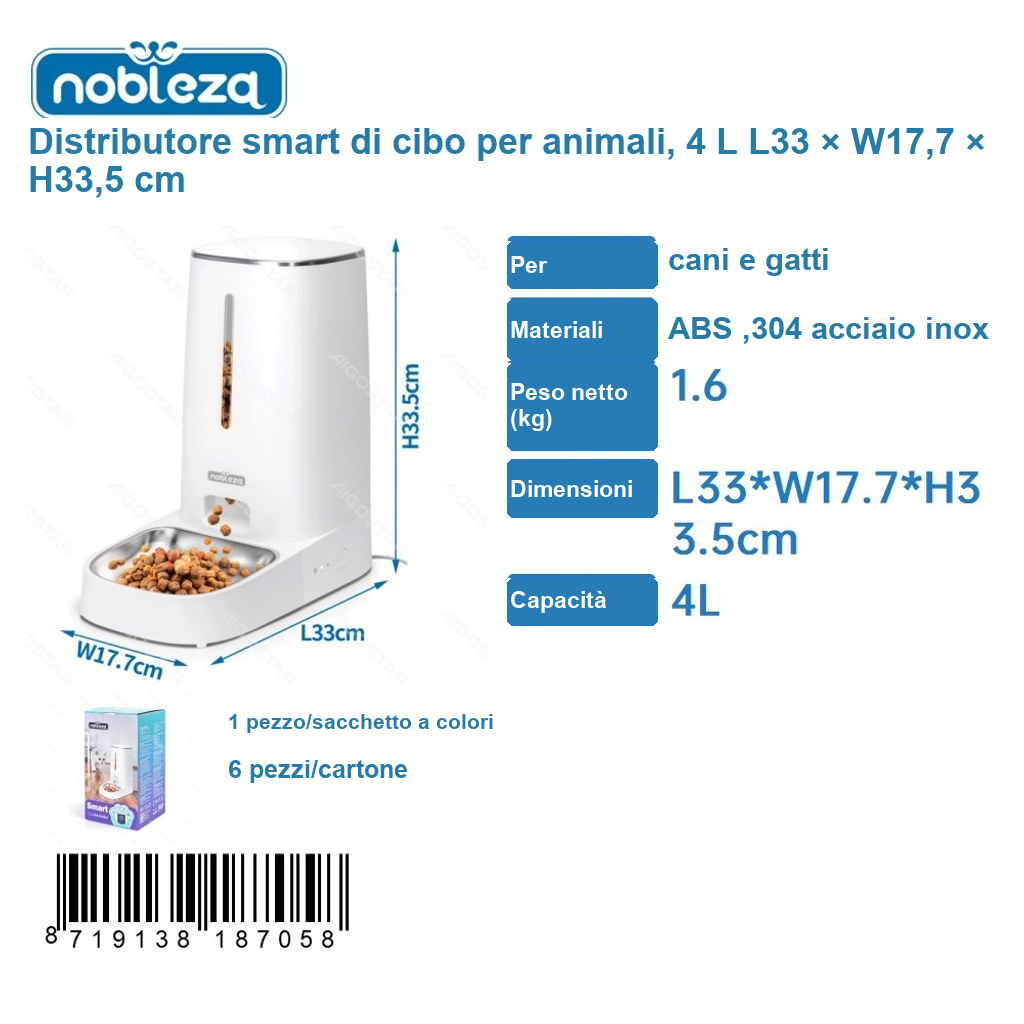 nobleza
Distributore smart di cibo per animali, 4 L L33 × W17,7 ×
H33,5 cm
Per
cani e gatti
Materiali
ABS ,304 acciaio inox
Peso netto
(kg)
1.6
Dimensioni
L33*W17.7*H3
3.5cm
Capacità
4L
H33.5cm
nobleza
L33cm
W17.7cm
AIGOSTAR
nobleza
Smart
1 pezzo/sacchetto a colori
6 pezzi/cartone
8 719138 187058